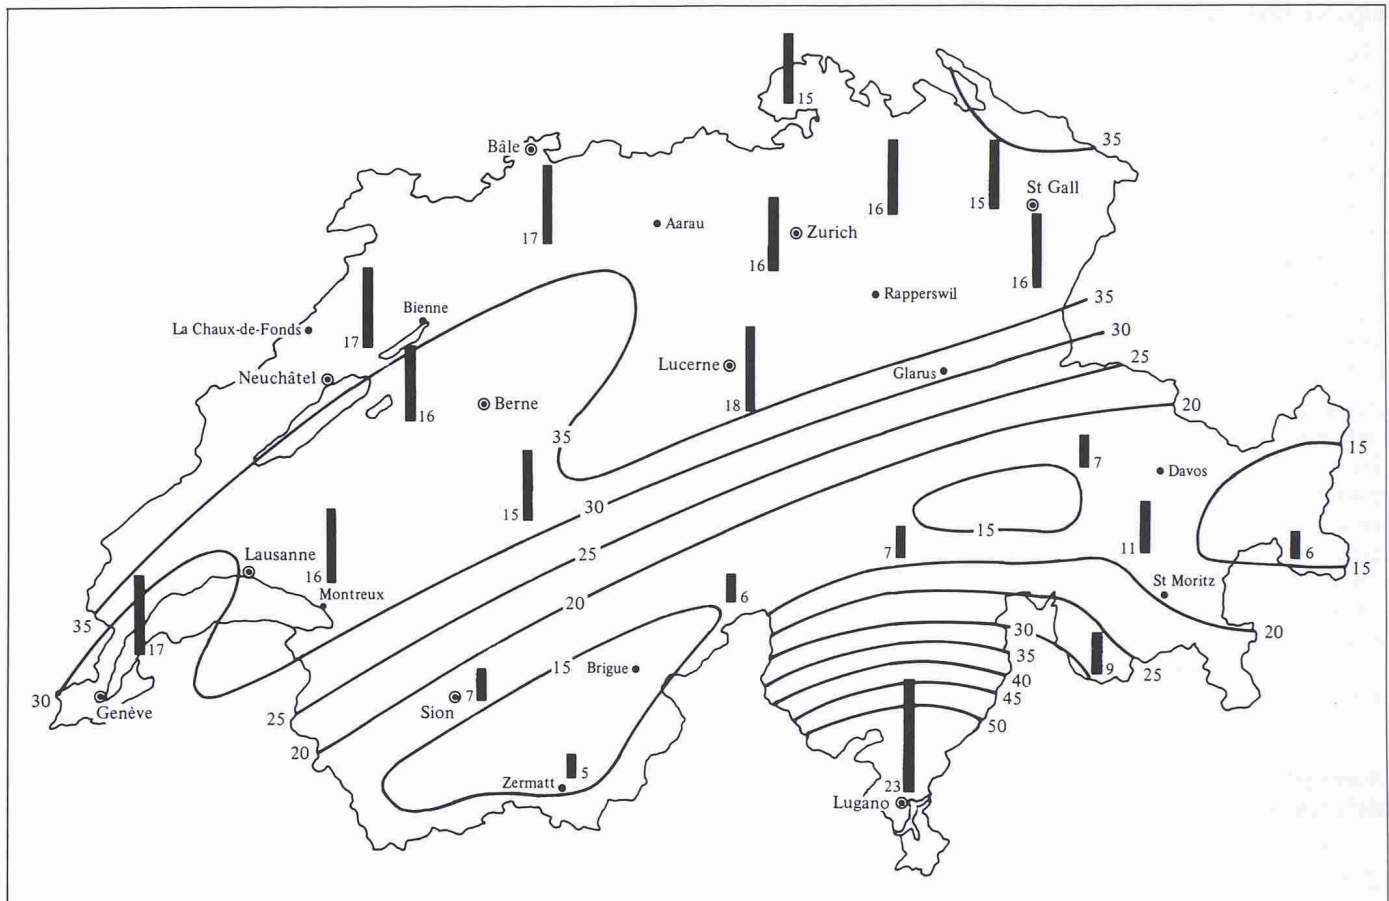 15
35
Bâle
St Gall
16
15
Aarau
17
Zurich
16
16
Rapperswil
35
Bienne
La Chaux-de-Fonds
17
30
25
Neuchâtel
Lucerne
Glarus
20
Berne
18
16
35
15
7
Davos
30
15
15
25
7
11
6
15
Lausanne
16
20
6
Montreux
St Moritz
35
17
30
20
35
15
Brigue
9
25
40
30
Genève
7
45
Sion
25
50
20
5
Zermatt
23
Lugano